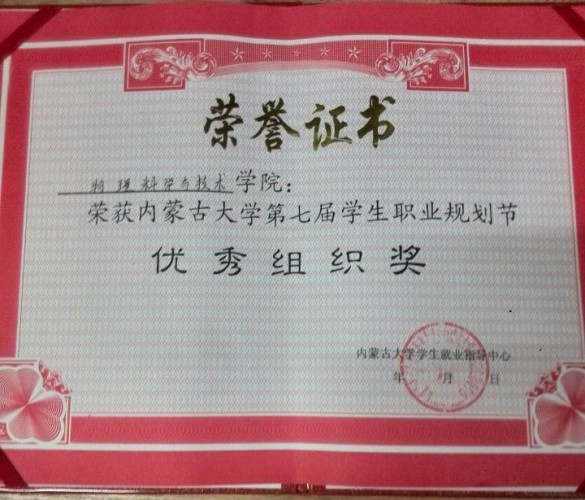 荣誉证书
物理科学与技术学院：
荣获内蒙古大学第七届学生职业规划节
优秀组织奖
内蒙古大学学生就业指导中心
年 月 日